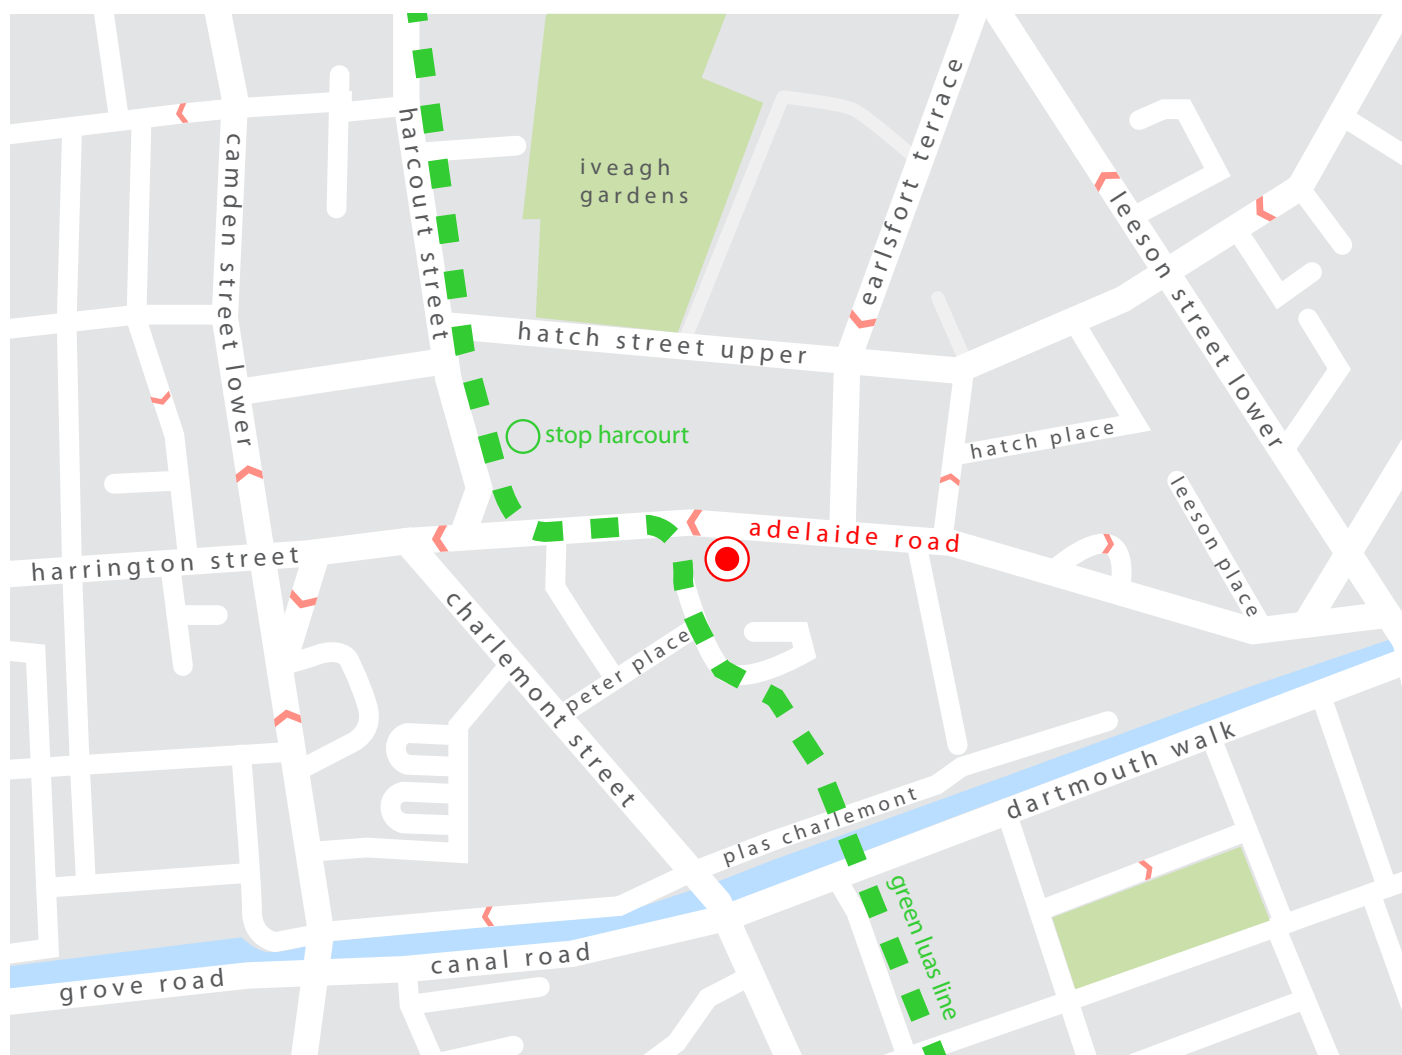 camden street lower
harcourt street
iveagh
gardens
earlsfort terrace
leeson street lower
hatch street upper
stop harcourt
hatch place
leeson place
adelaide road
harrington street
charlemont street
peter place
plas charlemont
dartmouth walk
green luas line
canal road
grove road